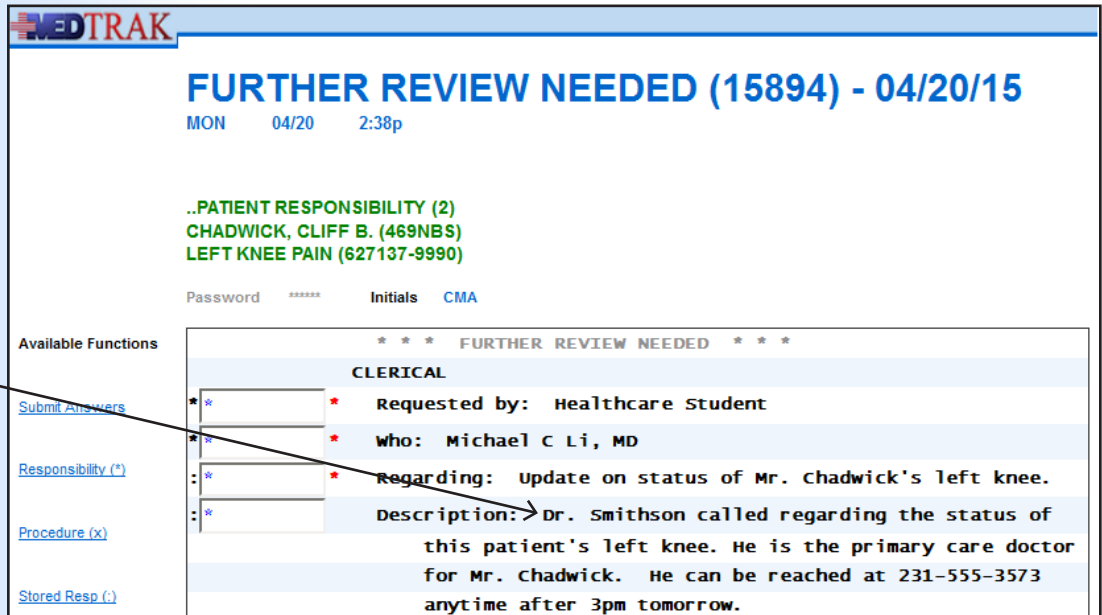 MEDTRAK
FURTHER REVIEW NEEDED (15894) - 04/20/15
MON 04/20 2:38p
..PATIENT RESPONSIBILITY (2)
CHADWICK, CLIFF B. (469NBS)
LEFT KNEE PAIN (627137-9990)
Password ****** Initials CMA
Available Functions
* * * FURTHER REVIEW NEEDED * * *
CLERICAL
Submit Answers
* * * Requested by: Healthcare Student
* * * Who: Michael C Li, MD
Responsibility (*)
: * * Regarding: Update on status of Mr. Chadwick's left knee.
: * Description: Dr. Smithson called regarding the status of
Procedure (x)
this patient's left knee. He is the primary care doctor
for Mr. Chadwick. He can be reached at 231-555-3573
Stored Resp (:)
anytime after 3pm tomorrow.